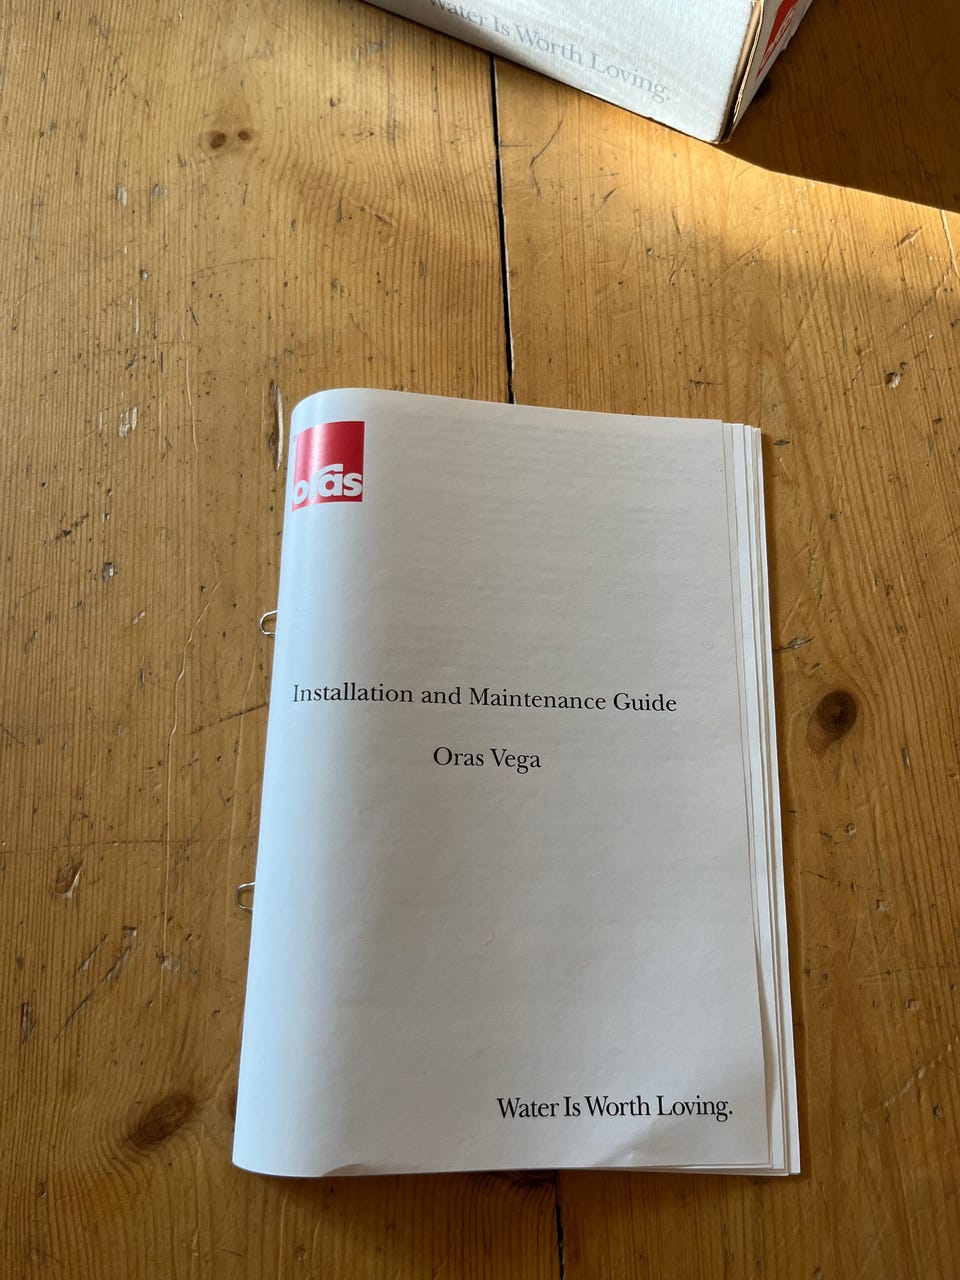 Water Is Worth Loving.
oras
Installation and Maintenance Guide
Oras Vega
Water Is Worth Loving.